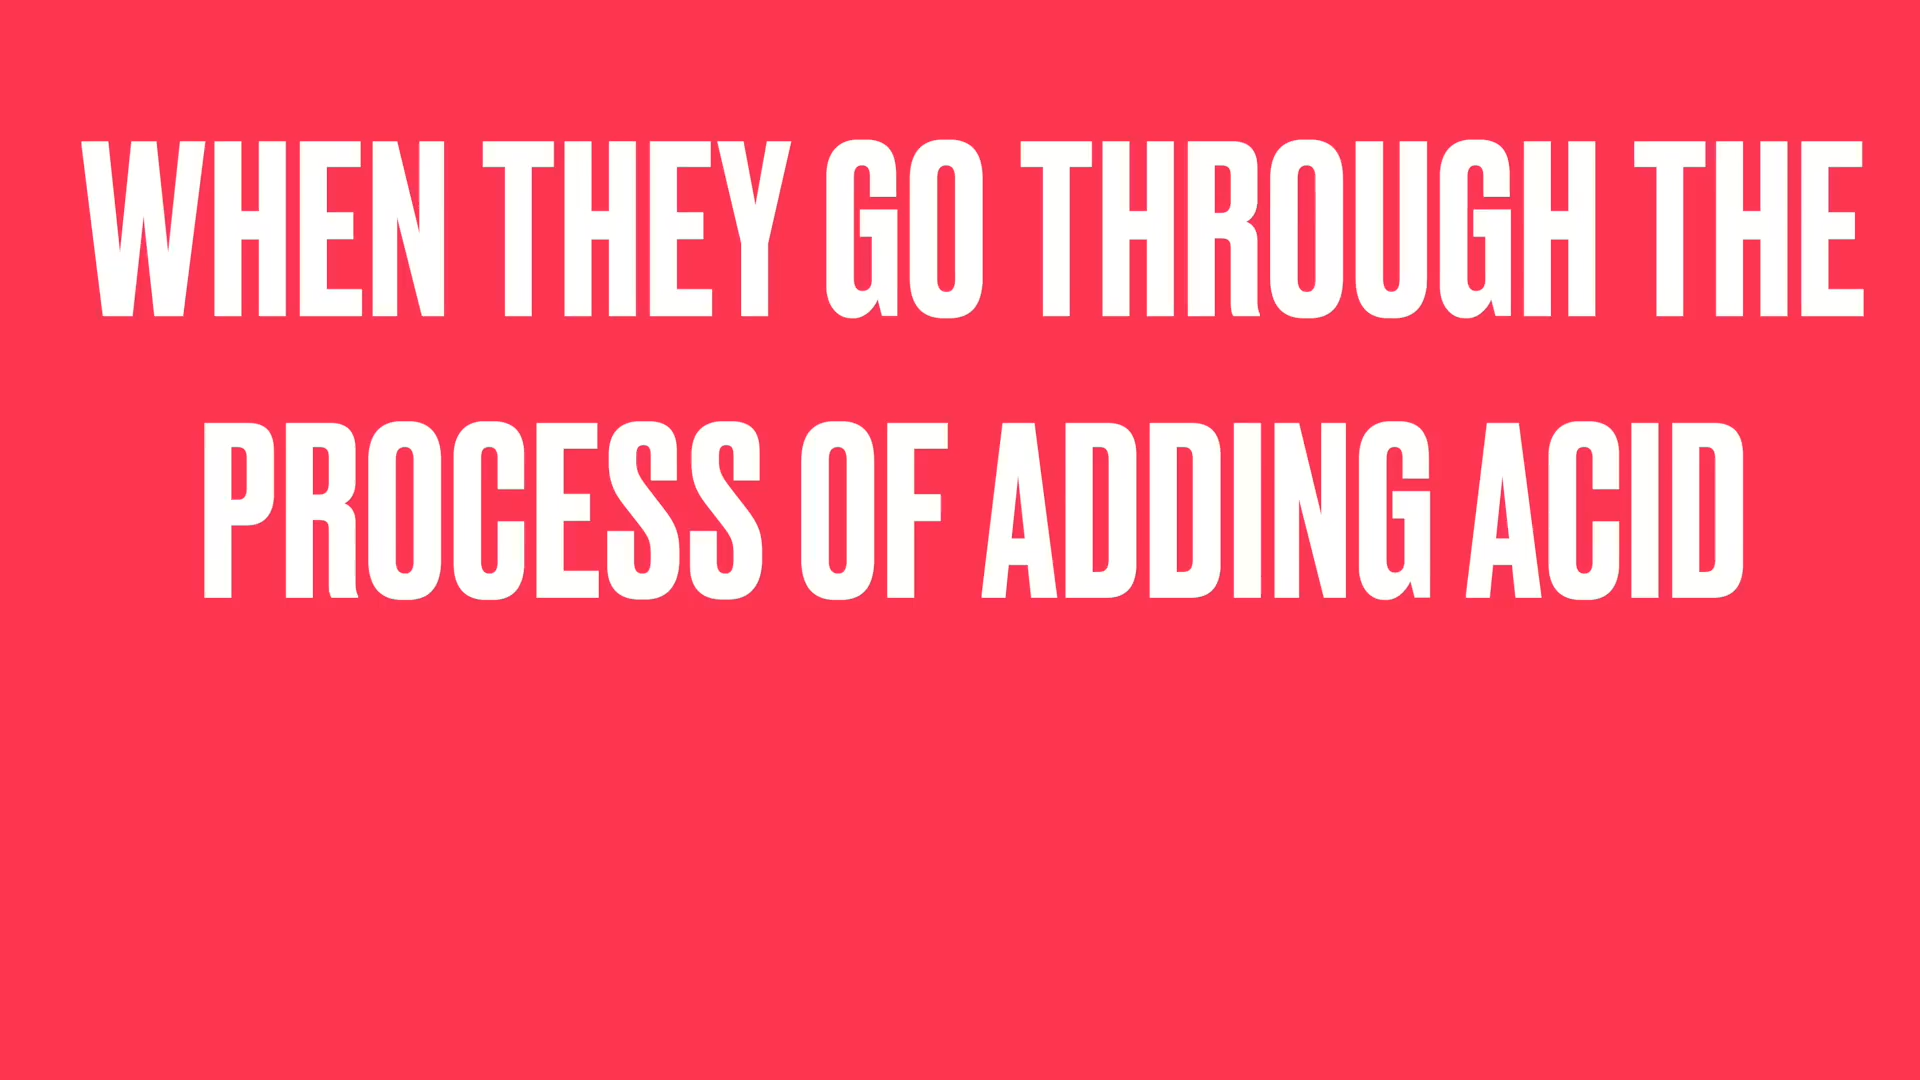 WHEN THEY GO THROUGH THE
PROCESS OF ADDING ACID